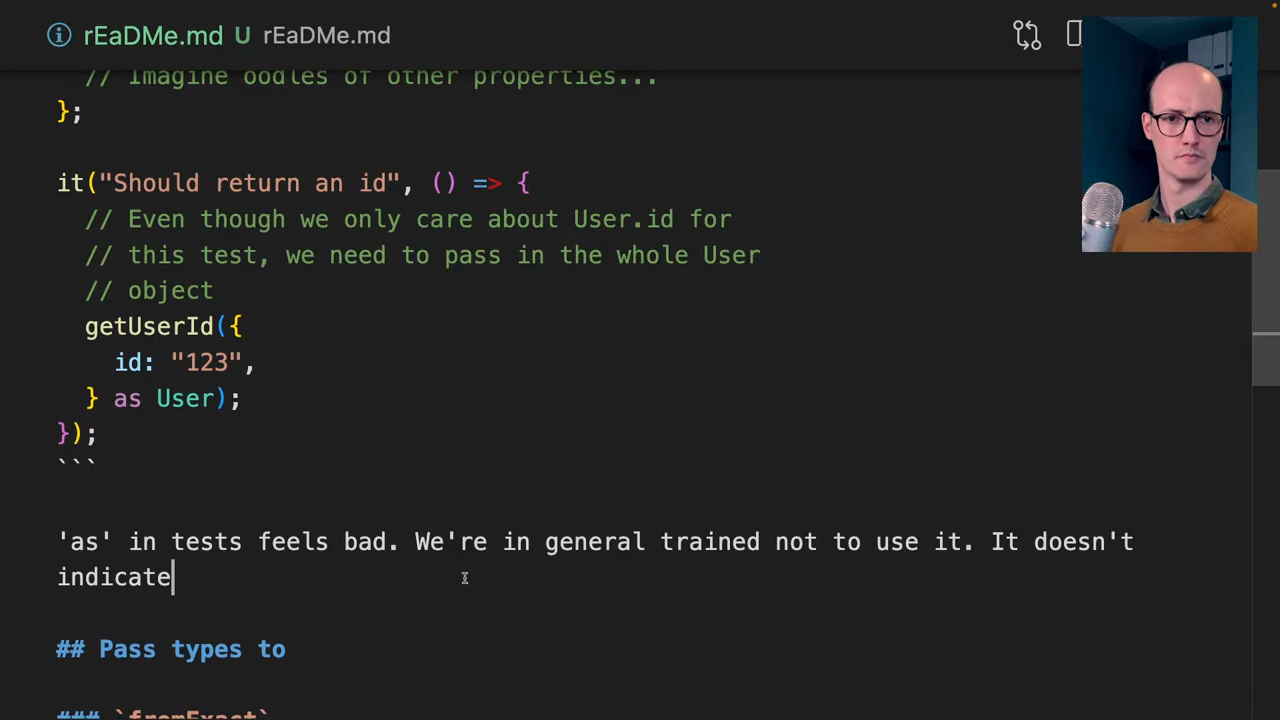 rEaDMe.md U rEaDMe.md
// Imagine oodles of other properties...
};
it("Should return an id", () => {
// Even though we only care about User.id for
// this test, we need to pass in the whole User
// object
getUserId({
id: "123",
} as User);
});
```
'as' in tests feels bad. We're in general trained not to use it. It doesn't
indicate
## Pass types to
### `fromExact`